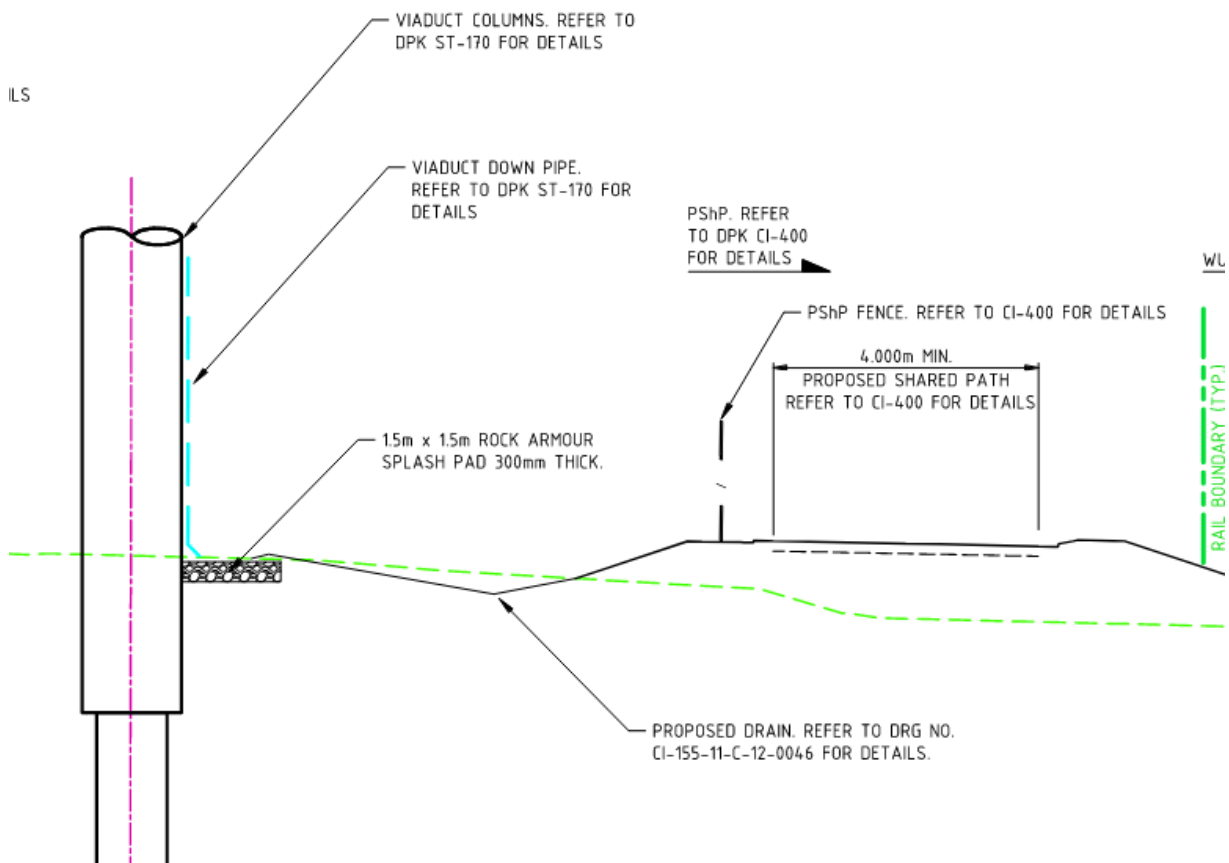 VIADUCT COLUMNS. REFER TO
DPK ST-170 FOR DETAILS
ILS
VIADUCT DOWN PIPE.
REFER TO DPK ST-170 FOR
DETAILS
PShP. REFER
TO DPK CI-400
FOR DETAILS
WU
PShP FENCE. REFER TO CI-400 FOR DETAILS
4.000m MIN.
PROPOSED SHARED PATH
REFER TO CI-400 FOR DETAILS
RAIL BOUNDARY (TYP.)
1.5m x 1.5m ROCK ARMOUR
SPLASH PAD 300mm THICK.
PROPOSED DRAIN. REFER TO DRG NO.
CI-155-11-C-12-0046 FOR DETAILS.